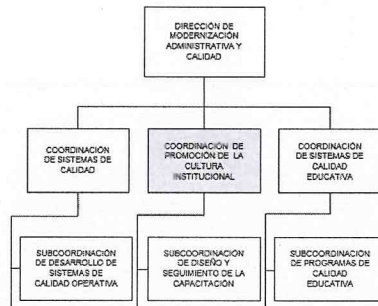 DIRECCIÓN DE
MODERNIZACIÓN
ADMINISTRATIVA Y
CALIDAD
COORDINACIÓN
DE SISTEMAS DE
CALIDAD
COORDINACIÓN DE
PROMOCIÓN DE LA
CULTURA
INSTITUCIONAL
COORDINACIÓN
DE SISTEMAS DE
CALIDAD
EDUCATIVA
SUBCOORDINACIÓN
DE DESARROLLO DE
SISTEMAS DE
CALIDAD OPERATIVA
SUBCOORDINACIÓN
DE DISEÑO Y
SEGUIMIENTO DE LA
CAPACITACIÓN
SUBCOORDINACIÓN
DE PROGRAMAS DE
CALIDAD
EDUCATIVA